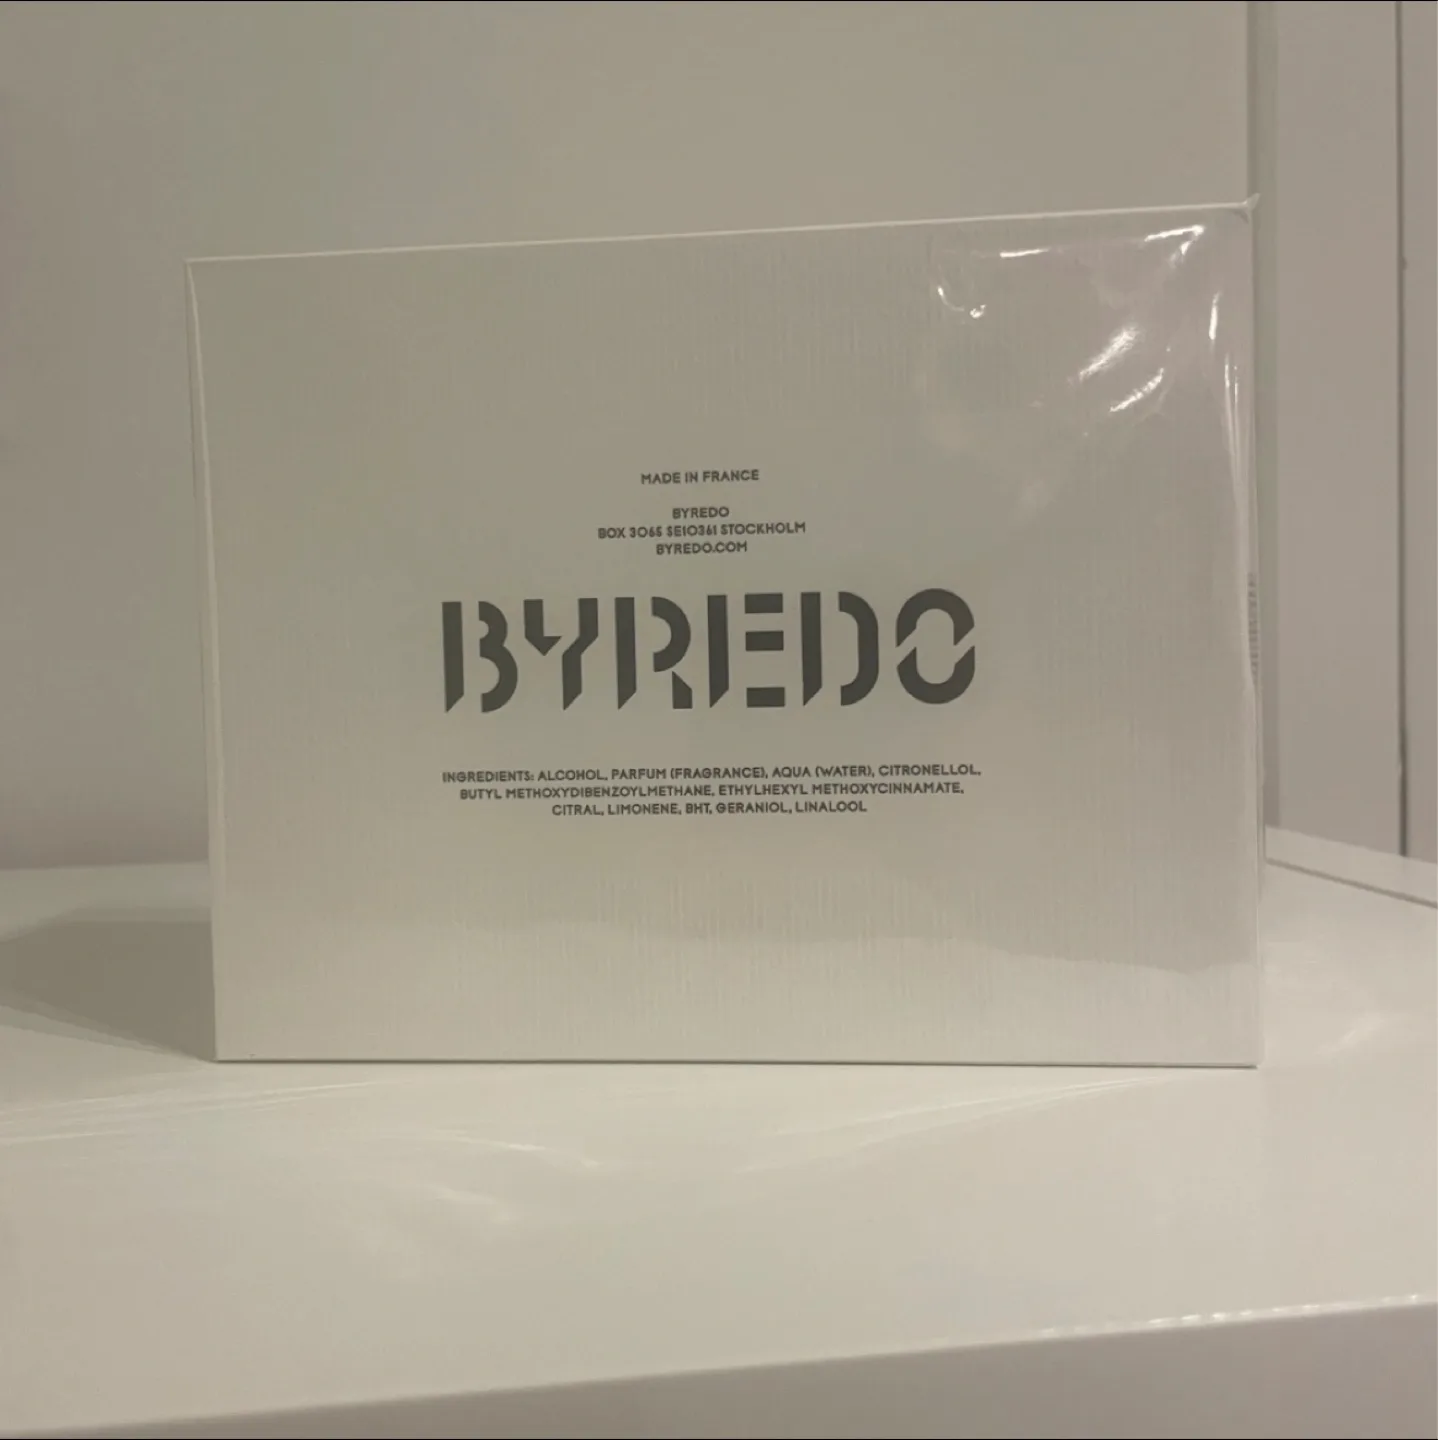 MADE IN FRANCE
BYREDO
BOX 3065 SE10361 STOCKHOLM
BYREDO.COM
BYREDO
INGREDIENTS: ALCOHOL, PARFUM (FRAGRANCE), AQUA (WATER), CITRONELLOL,
BUTYL METHOXYDIBENZOYLMETHANE, ETHYLHEXYL METHOXYCINNAMATE,
CITRAL, LIMONENE, BHT, GERANIOL, LINALOOL